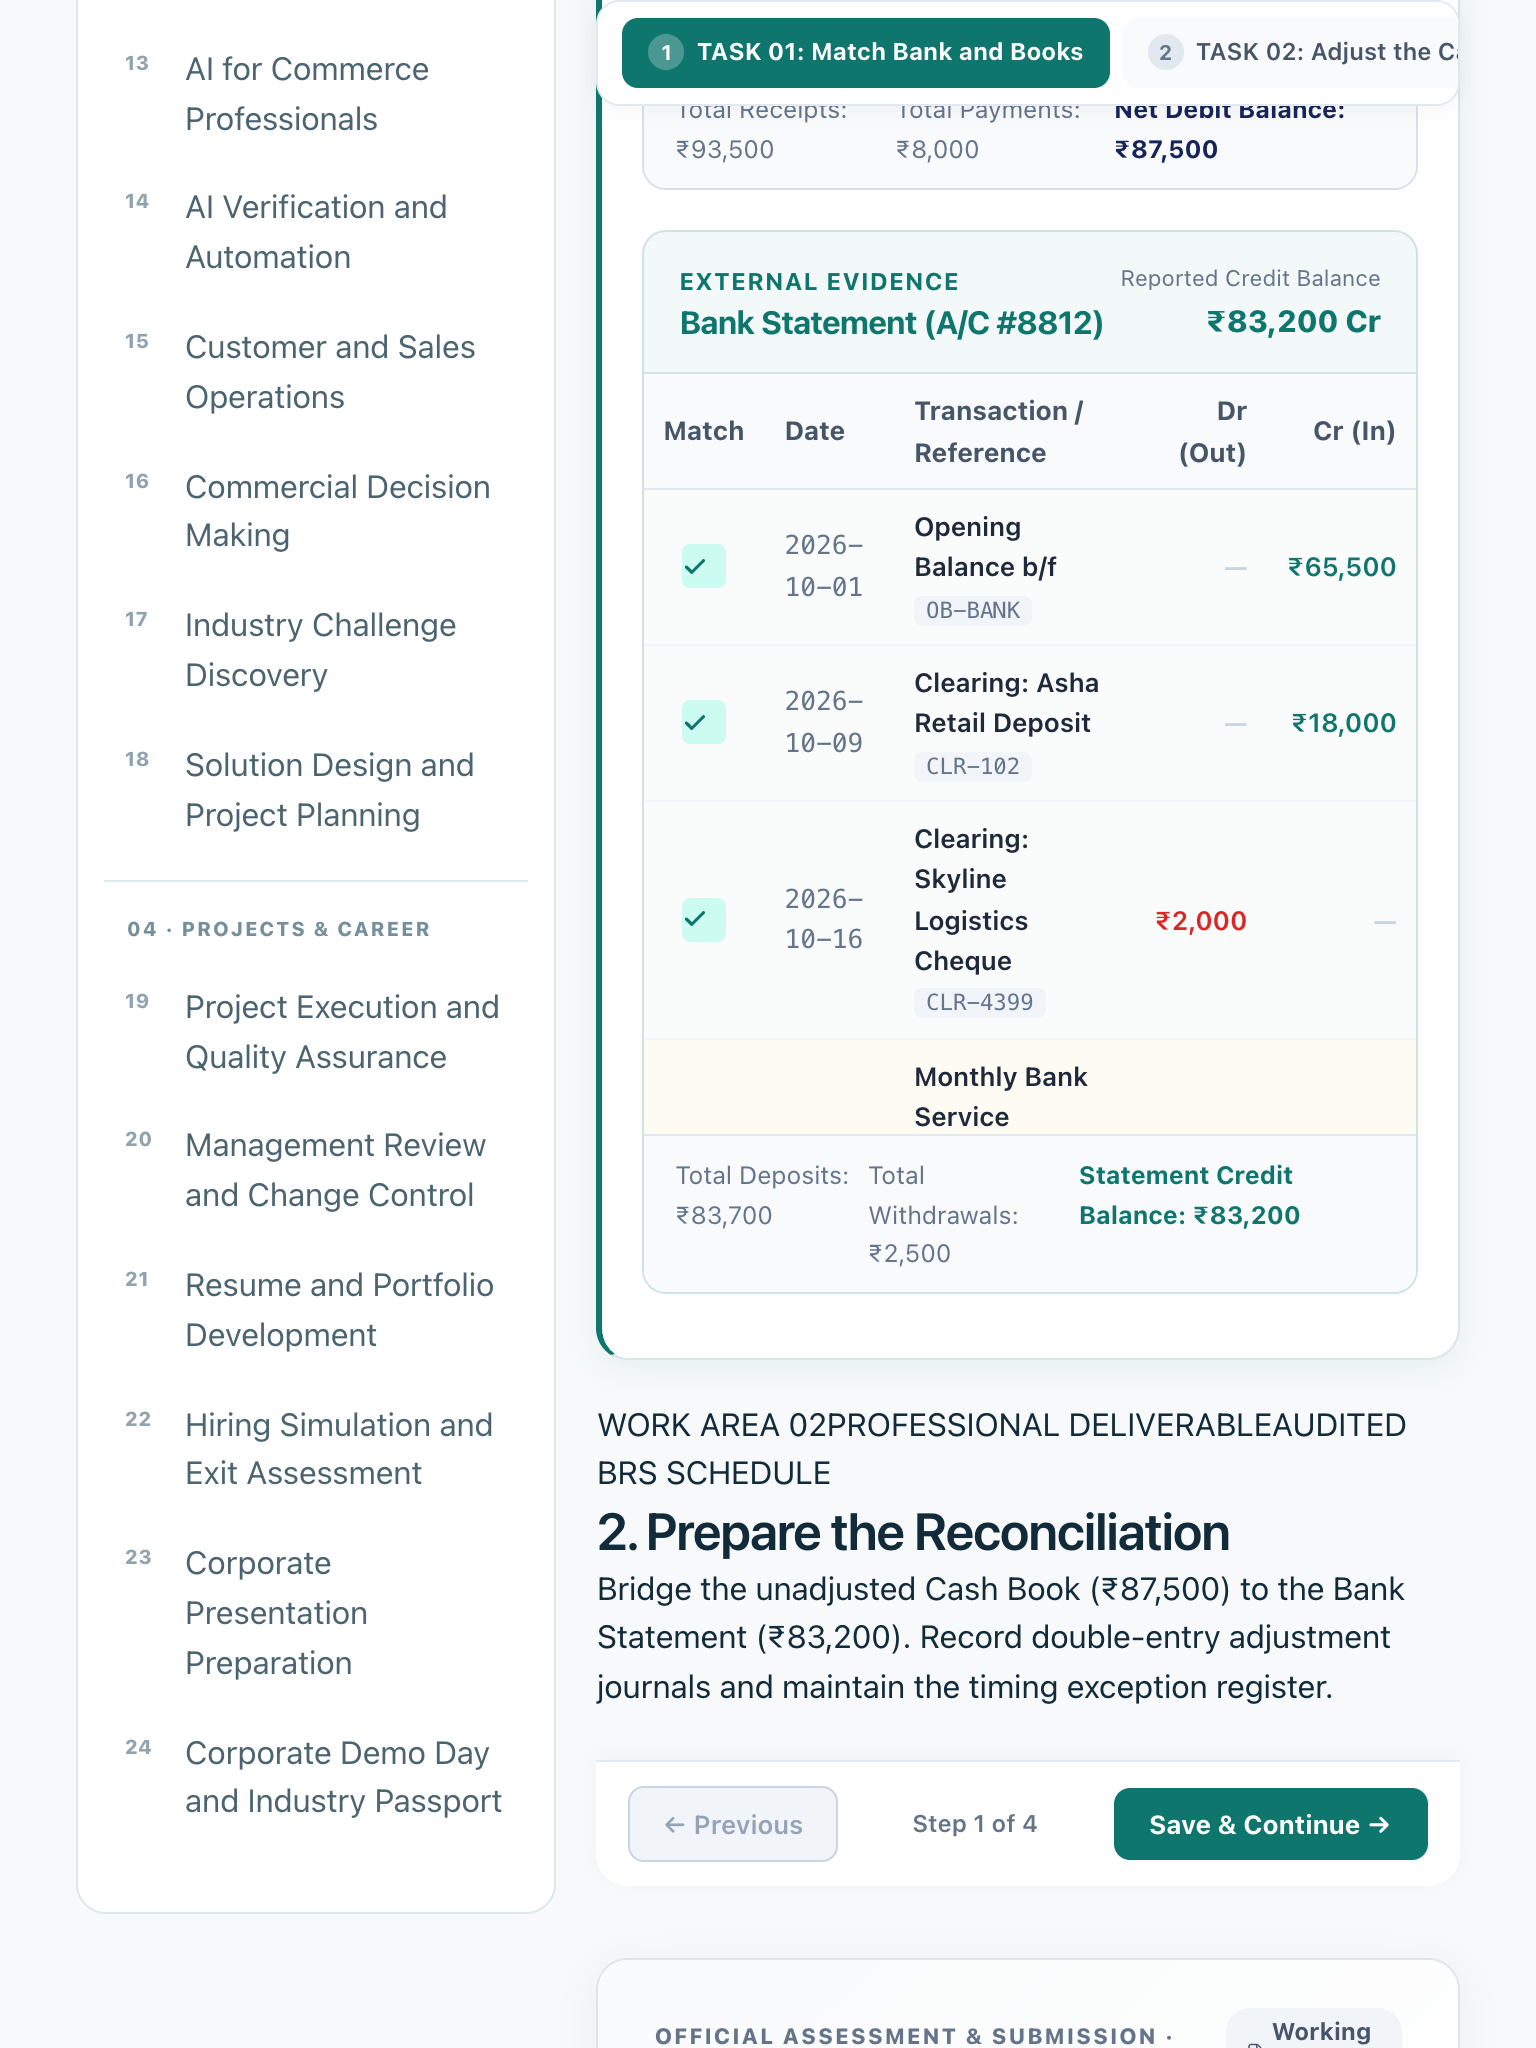 13 AI for Commerce
Professionals
14 AI Verification and
Automation
15 Customer and Sales
Operations
16 Commercial Decision
Making
17 Industry Challenge
Discovery
18 Solution Design and
Project Planning
04 · PROJECTS & CAREER
19 Project Execution and
Quality Assurance
20 Management Review
and Change Control
21 Resume and Portfolio
Development
22 Hiring Simulation and
Exit Assessment
23 Corporate
Presentation
Preparation
24 Corporate Demo Day
and Industry Passport
1 TASK 01: Match Bank and Books
2 TASK 02: Adjust the
Total Receipts: Total Payments: Net Debit Balance:
₹93,500 ₹8,000 ₹87,500
EXTERNAL EVIDENCE Reported Credit Balance
Bank Statement (A/C #8812) ₹83,200 Cr
Match Date Transaction / Reference Dr (Out) Cr (In)
2026-10-01 Opening Balance b/f — ₹65,500
OB-BANK
2026-10-09 Clearing: Asha Retail Deposit — ₹18,000
CLR-102
2026-10-16 Clearing: Skyline Logistics Cheque ₹2,000 —
CLR-4399
Monthly Bank
Service
Total Deposits: Total Withdrawals: Statement Credit
₹83,700 ₹2,500 Balance: ₹83,200
WORK AREA 02PROFESSIONAL DELIVERABLEAUDITED
BRS SCHEDULE
2. Prepare the Reconciliation
Bridge the unadjusted Cash Book (₹87,500) to the Bank
Statement (₹83,200). Record double-entry adjustment
journals and maintain the timing exception register.
← Previous Step 1 of 4 Save & Continue →
OFFICIAL ASSESSMENT & SUBMISSION · Working